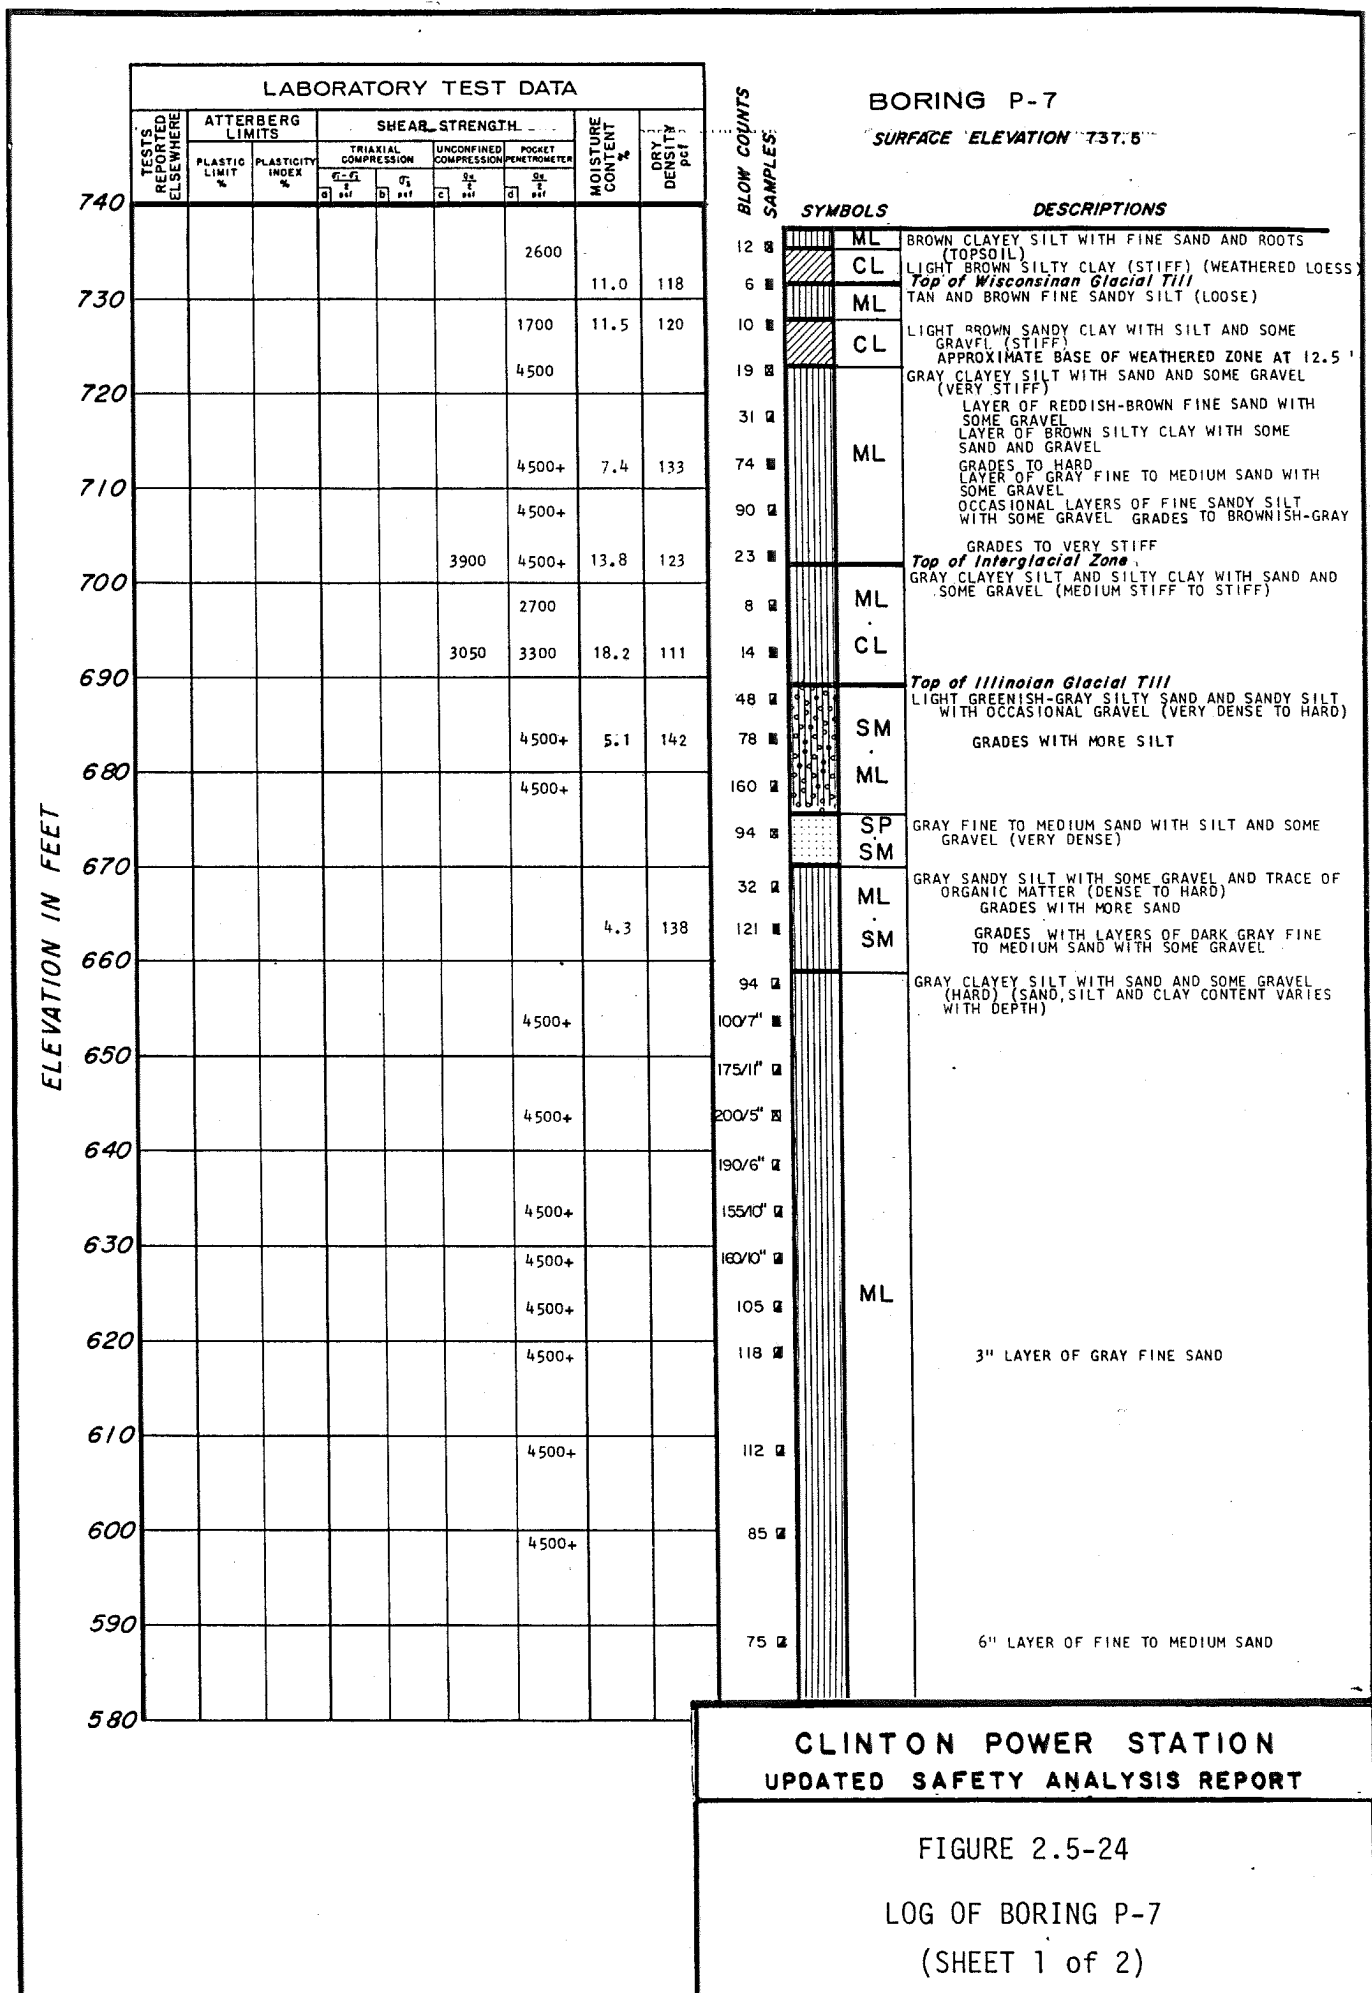 LABORATORY TEST DATA
TESTS REPORTED ELSEWHERE
ATTERBERG LIMITS
SHEAR STRENGTH
MOISTURE CONTENT %
DRY DENSITY pcf
PLASTIC LIMIT %
PLASTICITY INDEX %
TRIAXIAL COMPRESSION
UNCONFINED COMPRESSION
POCKET PENETROMETER
a
b
c
d
BLOW COUNTS
SAMPLES
BORING P-7
SURFACE ELEVATION 737.5
SYMBOLS
DESCRIPTIONS
ELEVATION IN FEET
740
12 ML BROWN CLAYEY SILT WITH FINE SAND AND ROOTS
(TOPSOIL)
2600
CL LIGHT BROWN SILTY CLAY (STIFF) (WEATHERED LOESS)
11.0 118 6 Top of Wisconsinan Glacial Till
730 ML TAN AND BROWN FINE SANDY SILT (LOOSE)
1700 11.5 120 10 CL LIGHT BROWN SANDY CLAY WITH SILT AND SOME
GRAVEL (STIFF)
APPROXIMATE BASE OF WEATHERED ZONE AT 12.5 '
4500 19 GRAY CLAYEY SILT WITH SAND AND SOME GRAVEL
(VERY STIFF)
720
LAYER OF REDDISH-BROWN FINE SAND WITH
31 SOME GRAVEL
LAYER OF BROWN SILTY CLAY WITH SOME
SAND AND GRAVEL
ML
4500+ 7.4 133 74 GRADES TO HARD
LAYER OF GRAY FINE TO MEDIUM SAND WITH
710 SOME GRAVEL
4500+ 90 OCCASIONAL LAYERS OF FINE SANDY SILT
WITH SOME GRAVEL GRADES TO BROWNISH-GRAY
GRADES TO VERY STIFF
3900 4500+ 13.8 123 23 Top of Interglacial Zone
700 GRAY CLAYEY SILT AND SILTY CLAY WITH SAND AND
SOME GRAVEL (MEDIUM STIFF TO STIFF)
2700 8 ML
3050 3300 18.2 111 14 CL
690 Top of Illinoian Glacial Till
48 LIGHT GREENISH-GRAY SILTY SAND AND SANDY SILT
WITH OCCASIONAL GRAVEL (VERY DENSE TO HARD)
SM
4500+ 5.1 142 78 GRADES WITH MORE SILT
680 ML
4500+ 160
94 SP GRAY FINE TO MEDIUM SAND WITH SILT AND SOME
GRAVEL (VERY DENSE)
SM
670
32 GRAY SANDY SILT WITH SOME GRAVEL AND TRACE OF
ORGANIC MATTER (DENSE TO HARD)
ML
GRADES WITH MORE SAND
4.3 138 121 SM GRADES WITH LAYERS OF DARK GRAY FINE
TO MEDIUM SAND WITH SOME GRAVEL
660
94 GRAY CLAYEY SILT WITH SAND AND SOME GRAVEL
(HARD) (SAND, SILT AND CLAY CONTENT VARIES
WITH DEPTH)
4500+ 100/7"
650
175/11"
4500+ 200/5"
640
190/6"
4500+ 155/10"
630
4500+ 160/10"
ML
4500+ 105
620
4500+ 118 3" LAYER OF GRAY FINE SAND
610
4500+ 112
600
4500+ 85
590
75 6" LAYER OF FINE TO MEDIUM SAND
580
CLINTON POWER STATION
UPDATED SAFETY ANALYSIS REPORT
FIGURE 2.5-24
LOG OF BORING P-7
(SHEET 1 of 2)